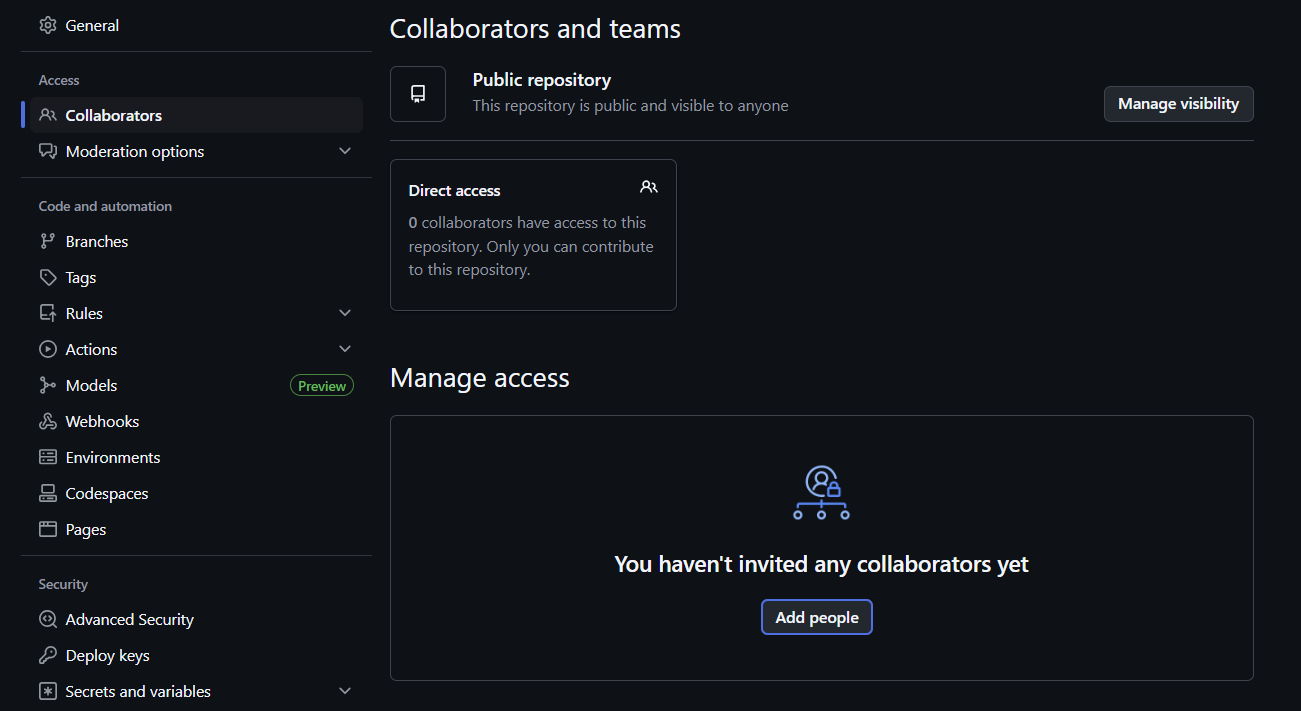 General
Access
Collaborators
Moderation options
Code and automation
Branches
Tags
Rules
Actions
Models
Preview
Webhooks
Environments
Codespaces
Pages
Security
Advanced Security
Deploy keys
Secrets and variables
Collaborators and teams
Public repository
This repository is public and visible to anyone
Manage visibility
Direct access
0 collaborators have access to this
repository. Only you can contribute
to this repository.
Manage access
You haven't invited any collaborators yet
Add people